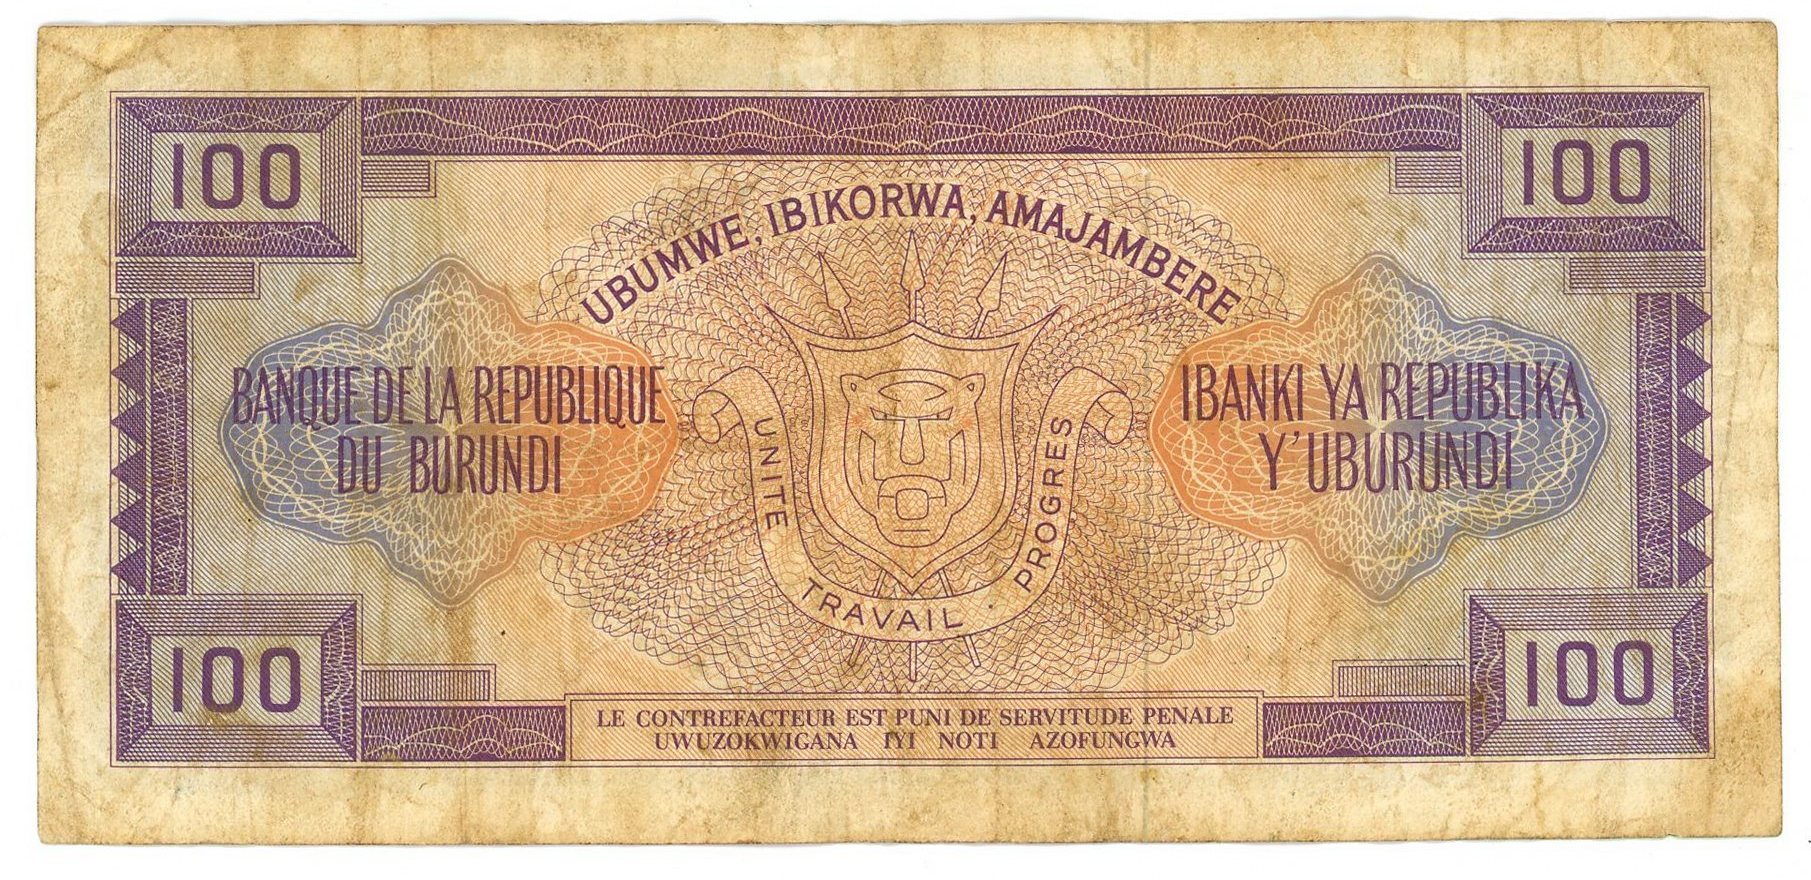 100
100
UBUMWE, IBIKORWA, AMAJAMBERE
BANQUE DE LA REPUBLIQUE
DU BURUNDI
UNITE TRAVAIL · PROGRES
IBANKI YA REPUBLIKA
Y'UBURUNDI
100
100
LE CONTREFACTEUR EST PUNI DE SERVITUDE PENALE
UWUZOKWIGANA IYI NOTI AZOFUNGWA